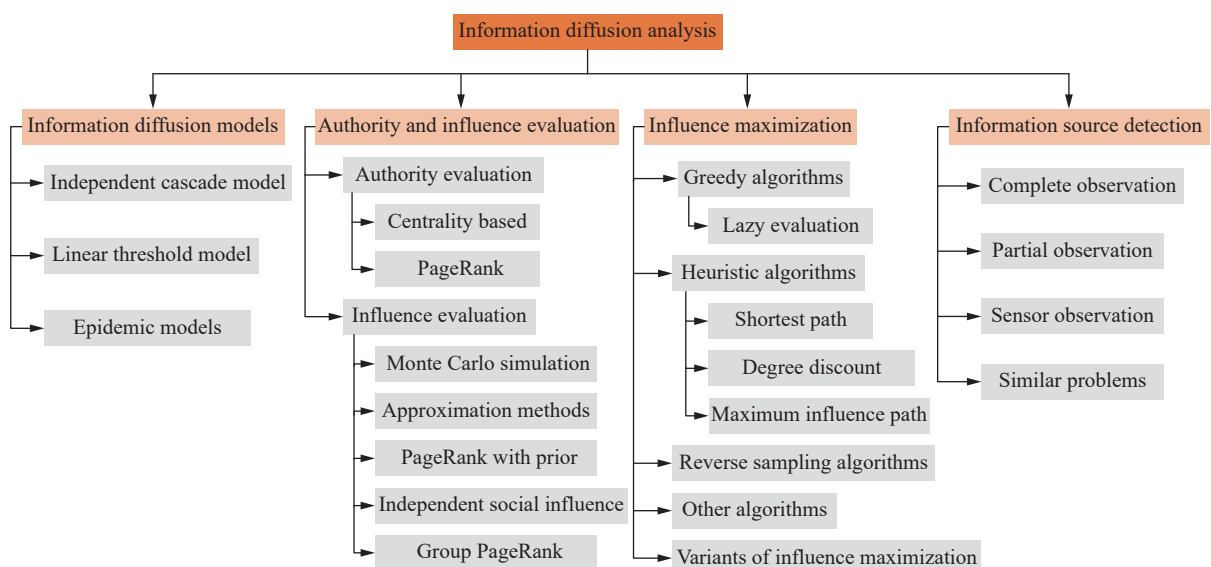 Information diffusion analysis
Information diffusion models
Independent cascade model
Linear threshold model
Epidemic models
Authority and influence evaluation
Authority evaluation
Centrality based
PageRank
Influence evaluation
Monte Carlo simulation
Approximation methods
PageRank with prior
Independent social influence
Group PageRank
Influence maximization
Greedy algorithms
Lazy evaluation
Heuristic algorithms
Shortest path
Degree discount
Maximum influence path
Reverse sampling algorithms
Other algorithms
Variants of influence maximization
Information source detection
Complete observation
Partial observation
Sensor observation
Similar problems